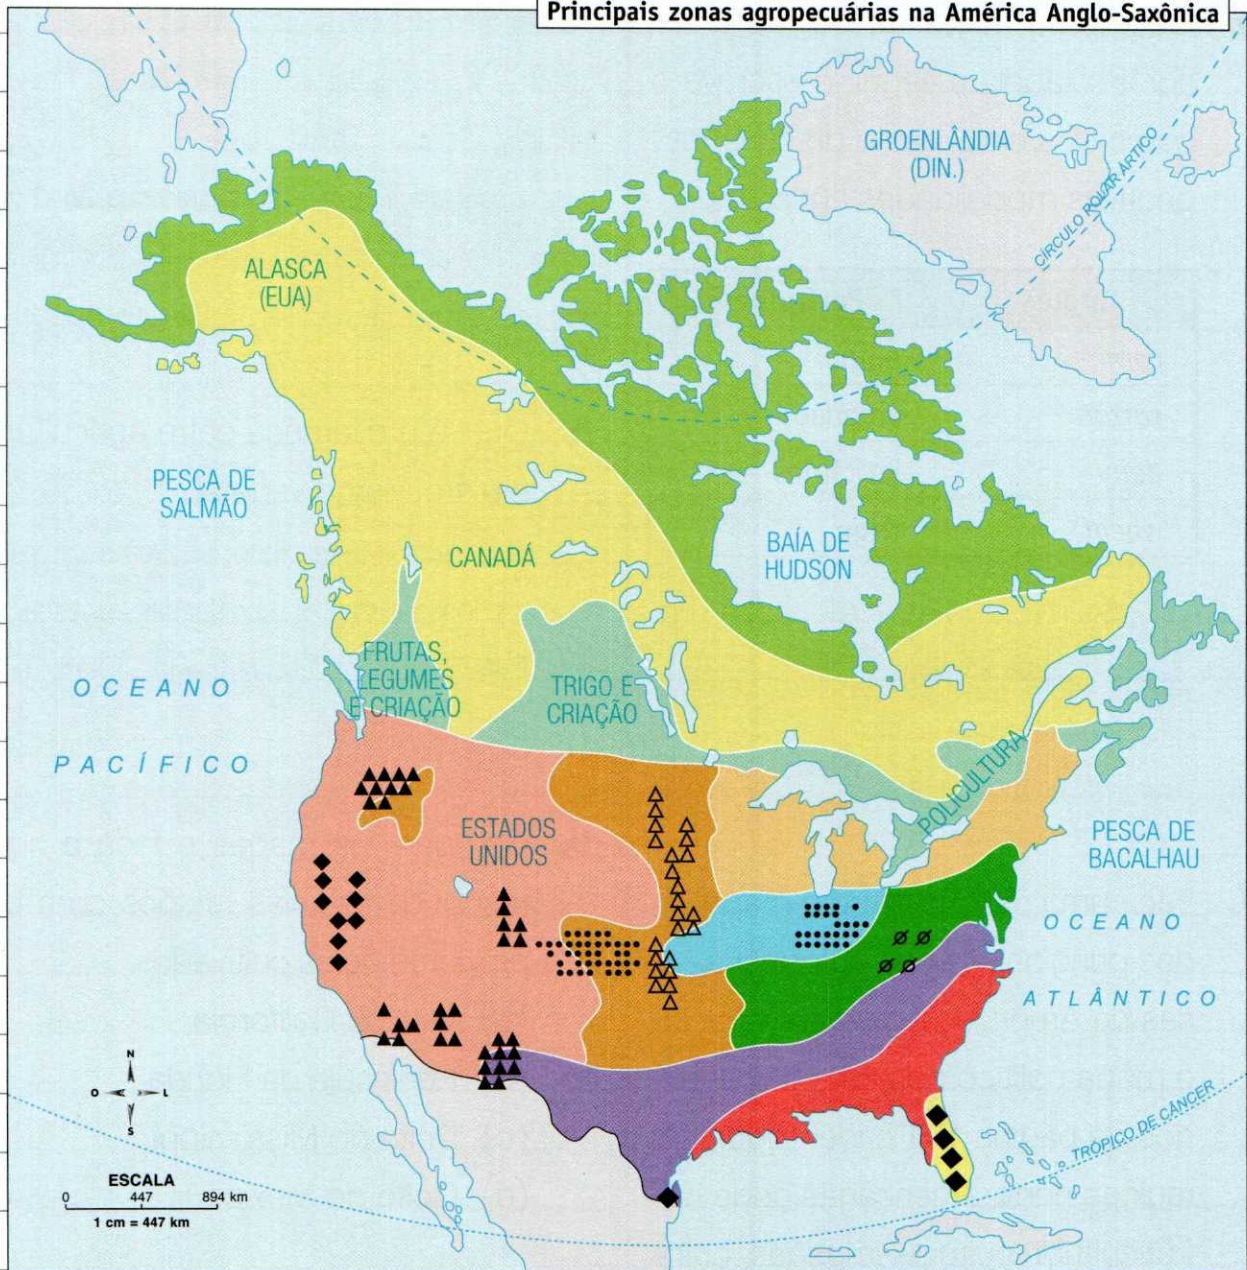 Principais zonas agropecuárias na América Anglo-Saxônica
GROENLÂNDIA
(DIN.)
CÍRCULO POLAR ÁRTICO
ALASCA
(EUA)
PESCA DE
SALMÃO
CANADÁ
BAÍA DE
HUDSON
FRUTAS,
LEGUMES
E CRIAÇÃO
TRIGO E
CRIAÇÃO
OCEANO
PACÍFICO
POLICULTURA
ESTADOS
UNIDOS
PESCA DE
BACALHAU
OCEANO
ATLÂNTICO
N
O L
S
TRÓPICO DE CÂNCER
ESCALA
0 447 894 km
1 cm = 447 km